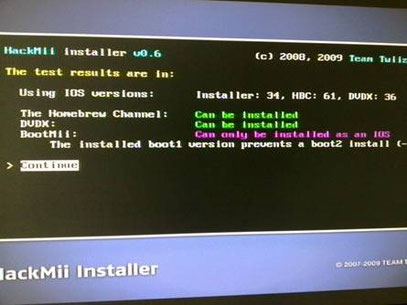 HackMii installer v0.6 (c) 2008, 2009 Team Twiiz
The test results are in:
Using IOS versions: Installer: 34, HBC: 61, DVDX: 36
The Homebrew Channel: Can be installed
DVDX: Can be installed
BootMii: Can only be installed as an IOS
The installed boot1 version prevents a boot2 install (-
> Continue
HackMii Installer © 2007-2009 TEAM T